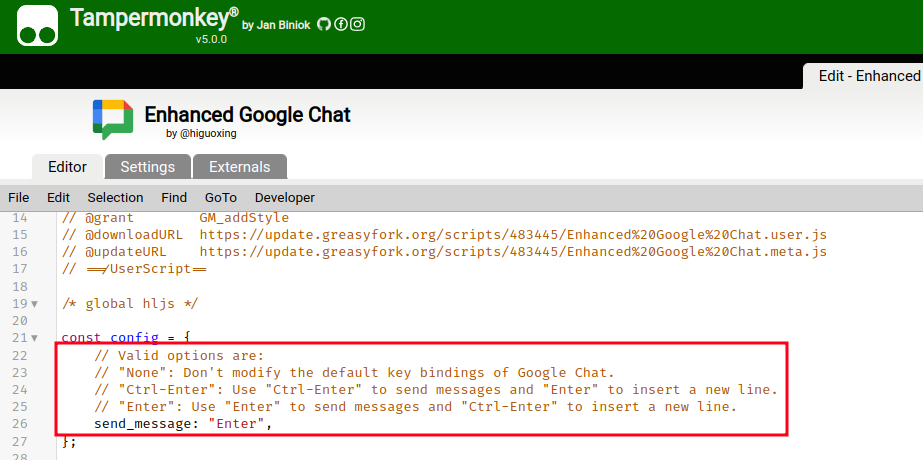 Tampermonkey® by Jan Biniok
v5.0.0
Edit - Enhanced
Enhanced Google Chat
by @higuoxing
Editor Settings Externals
File Edit Selection Find GoTo Developer
14 // @grant GM_addStyle
15 // @downloadURL https://update.greasyfork.org/scripts/483445/Enhanced%20Google%20Chat.user.js
16 // @updateURL https://update.greasyfork.org/scripts/483445/Enhanced%20Google%20Chat.meta.js
17 // ==/UserScript==
18
19 /* global hljs */
20
21 const config = {
22 // Valid options are:
23 // "None": Don't modify the default key bindings of Google Chat.
24 // "Ctrl-Enter": Use "Ctrl-Enter" to send messages and "Enter" to insert a new line.
25 // "Enter": Use "Enter" to send messages and "Ctrl-Enter" to insert a new line.
26 send_message: "Enter",
27 };
28